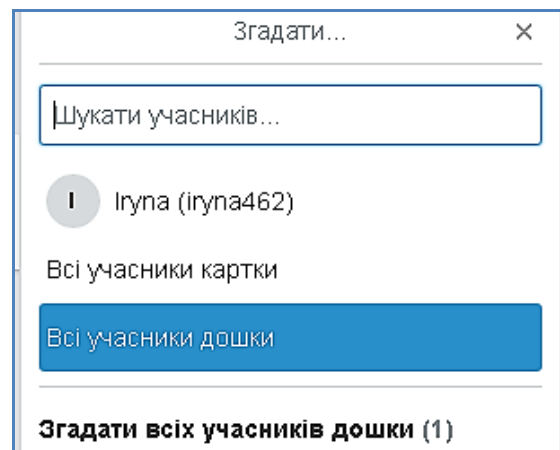 Згадати...
Шукати учасників...
I
Iryna (iryna462)
Всі учасники картки
Всі учасники дошки
Згадати всіх учасників дошки (1)